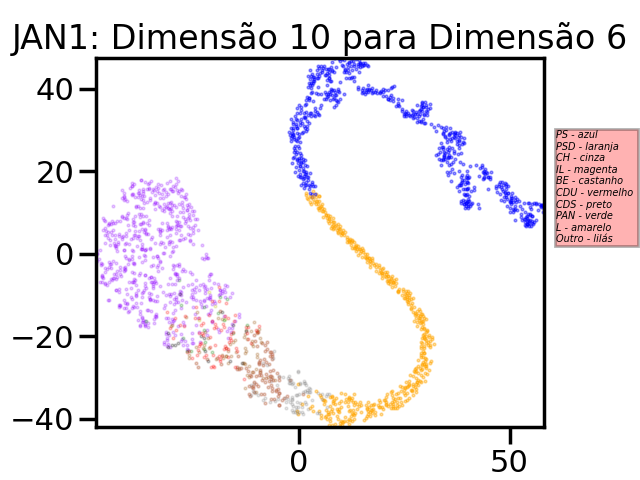 JAN1: Dimensão 10 para Dimensão 6
40
20
0
−20
−40
0
50
PS - azul
PSD - laranja
CH - cinza
IL - magenta
BE - castanho
CDU - vermelho
CDS - preto
PAN - verde
L - amarelo
Outro - lilás